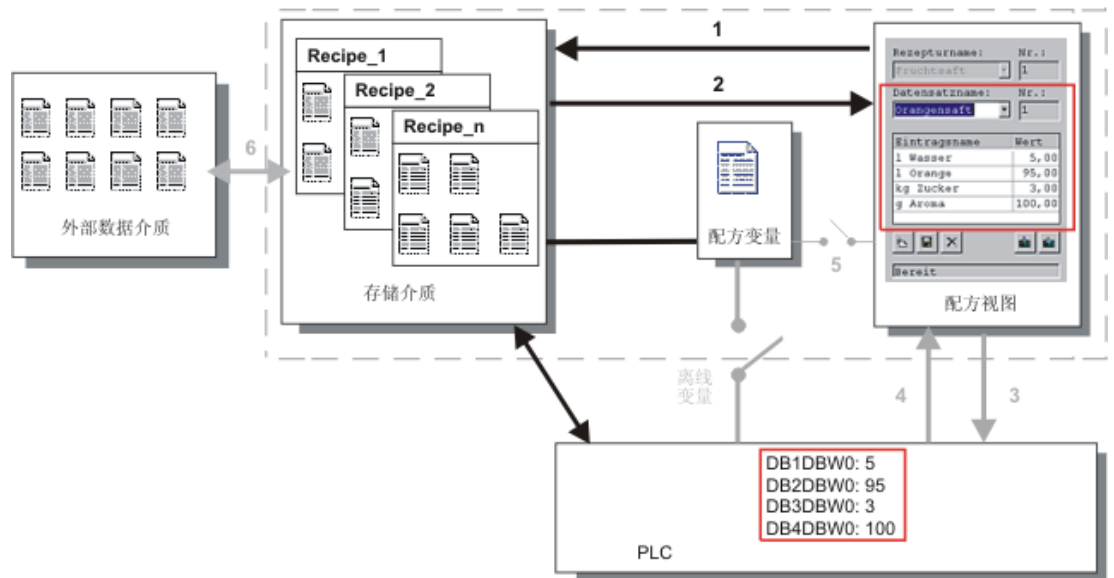 Recipe_1
Recipe_2
Recipe_n
存储介质
外部数据介质
6
1
2
配方变量
5
Rezepturname:
Nr.:
Fruchtsaft
1
Datensatzname:
Nr.:
Orangensaft
1
Eintragsname
Wert
l Wasser
5,00
l Orange
95,00
kg Zucker
3,00
g Aroma
100,00
Bereit
配方视图
离线
变量
4
3
DB1DBW0: 5
DB2DBW0: 95
DB3DBW0: 3
DB4DBW0: 100
PLC